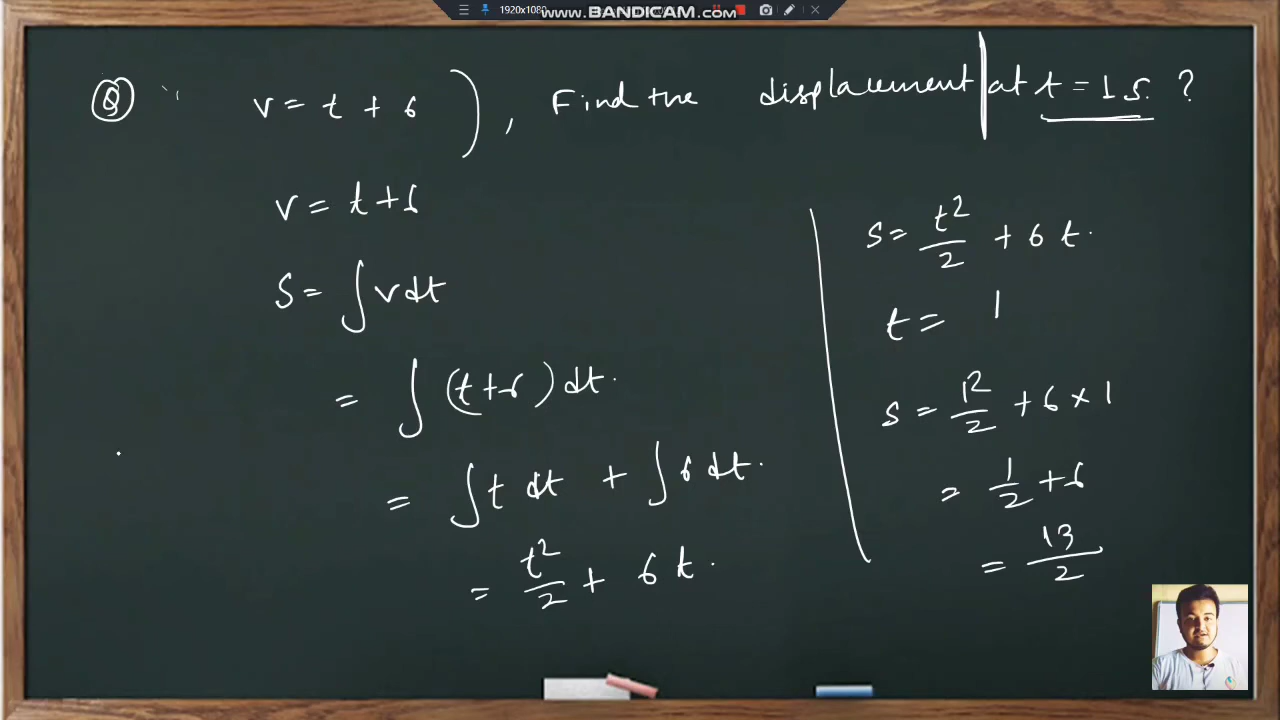 1920x1080
www.BANDICAM.com
Q v = t + 6 ), Find the displacement at t = 1 s. ?
v = t + 6
S = ∫ v dt
= ∫ (t + 6) dt.
= ∫ t dt + ∫ 6 dt.
= t²/2 + 6 t.
s = t²/2 + 6 t.
t = 1
s = 1²/2 + 6 × 1
= 1/2 + 6
= 13/2